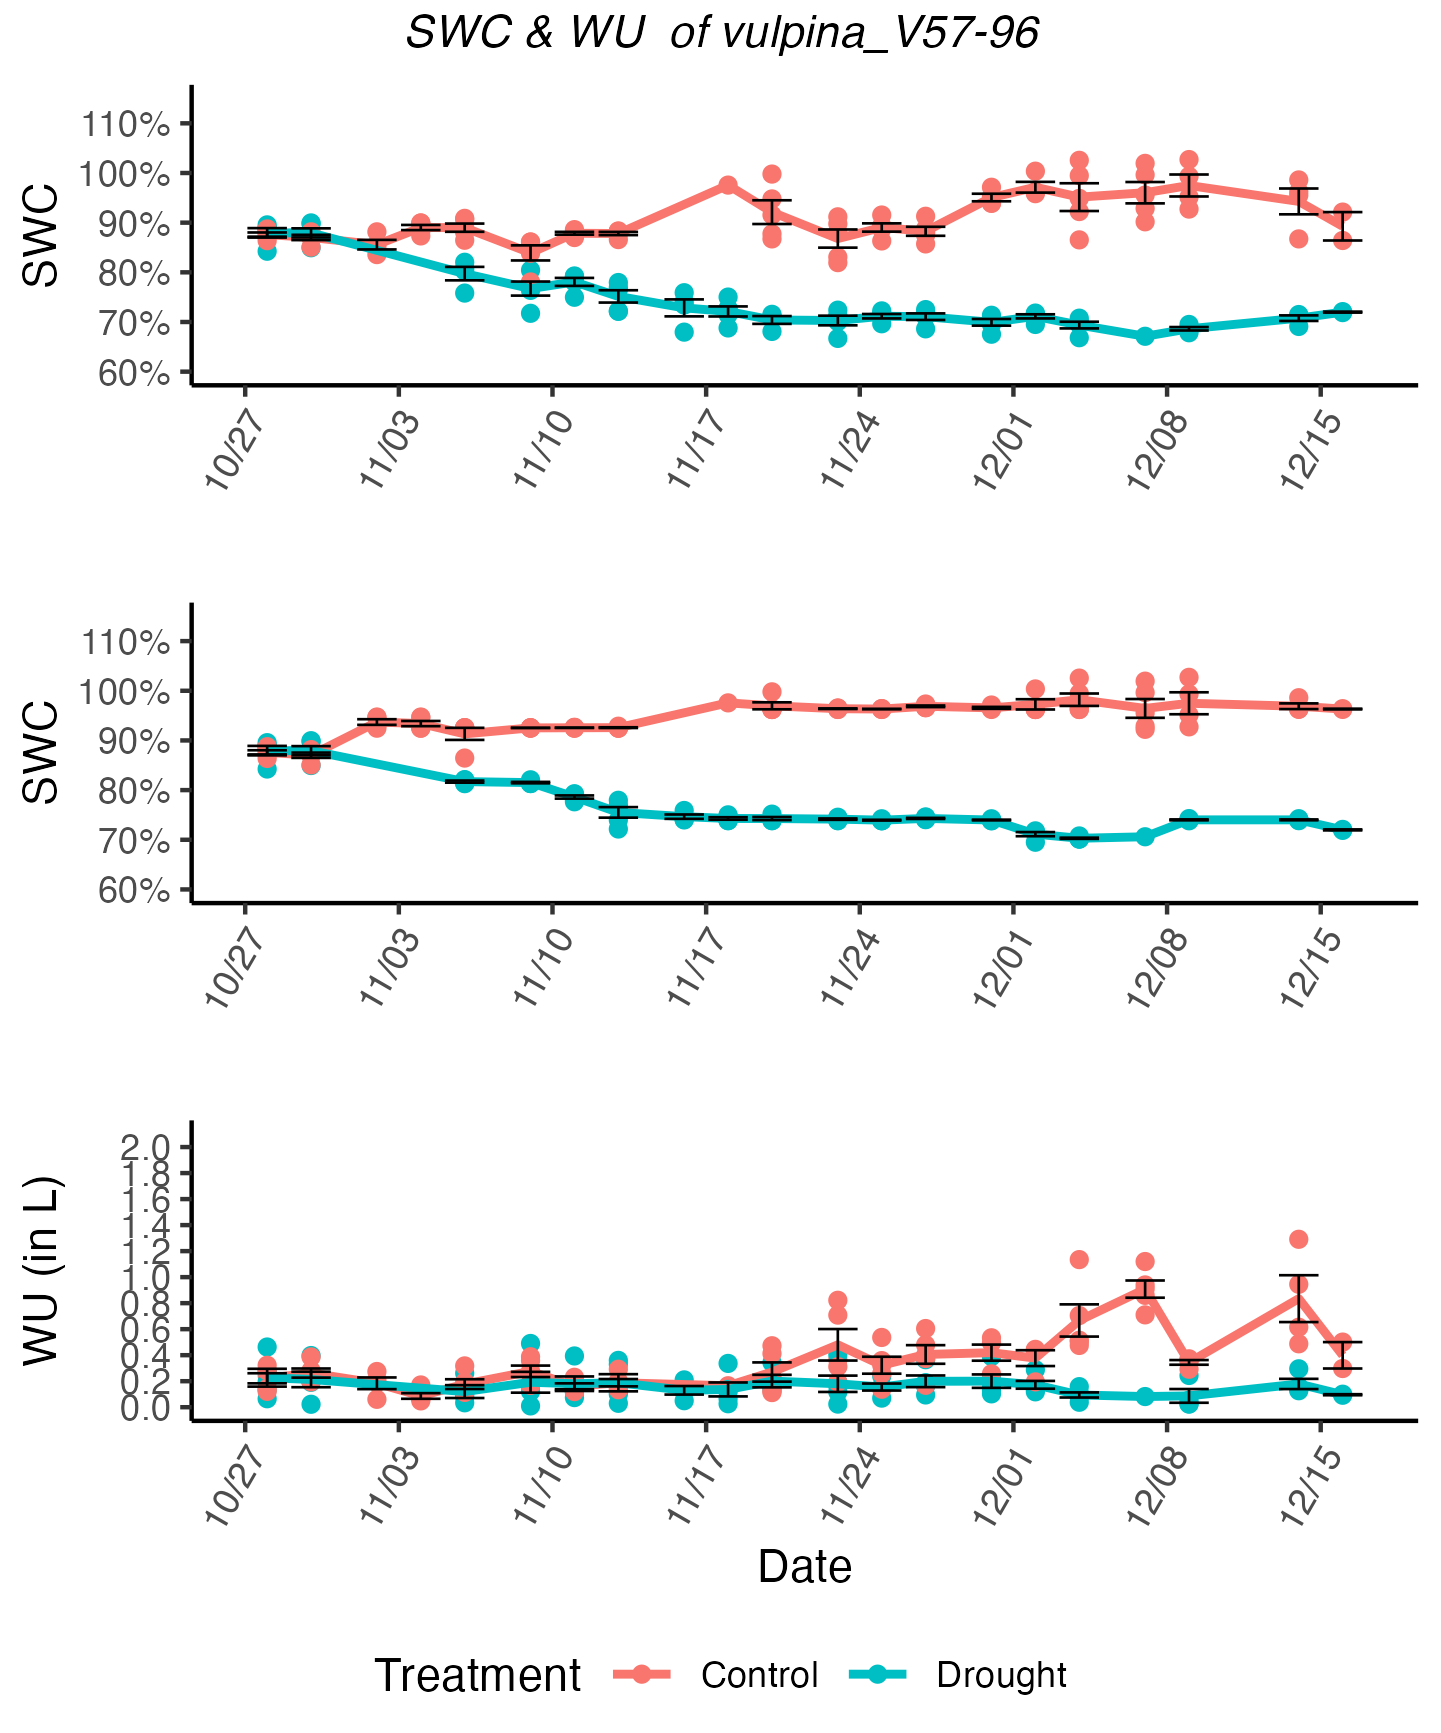 SWC & WU of vulpina_V57-96
SWC
110%
100%
90%
80%
70%
60%
10/27 11/03 11/10 11/17 11/24 12/01 12/08 12/15
SWC
110%
100%
90%
80%
70%
60%
10/27 11/03 11/10 11/17 11/24 12/01 12/08 12/15
WU (in L)
2.0
1.8
1.6
1.4
1.2
1.0
0.8
0.6
0.4
0.2
0.0
10/27 11/03 11/10 11/17 11/24 12/01 12/08 12/15
Date
Treatment Control Drought